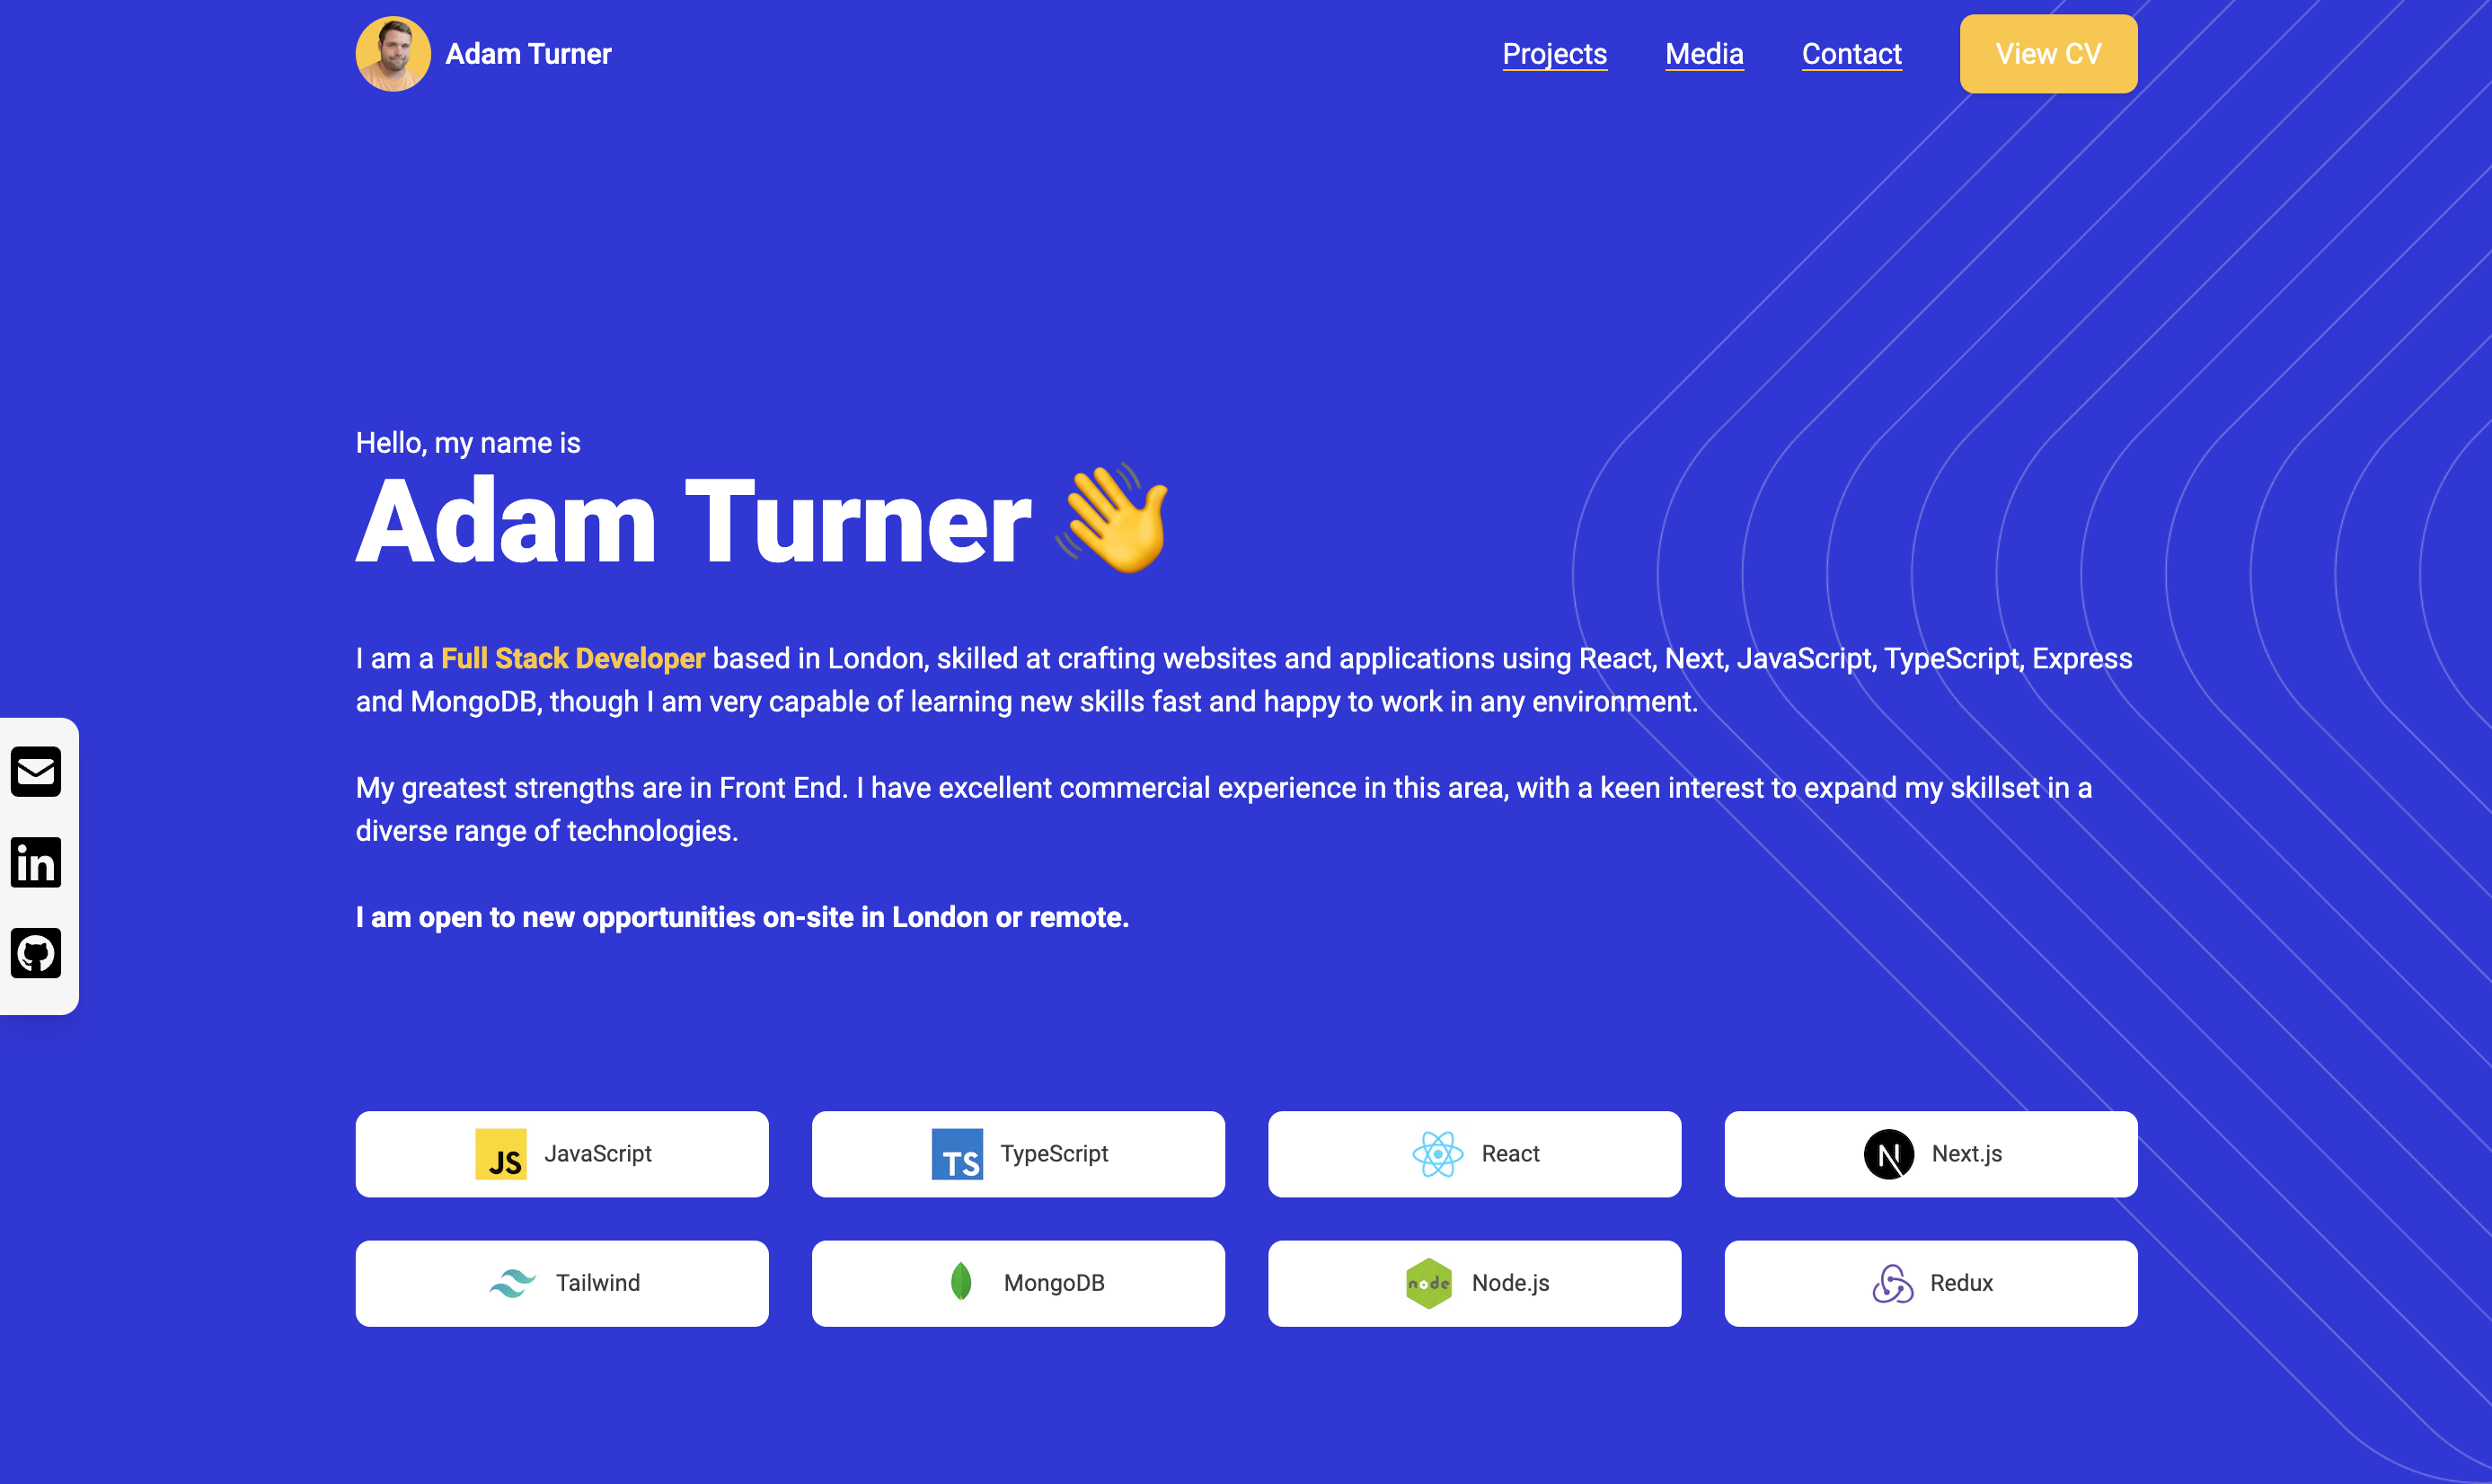 Adam Turner
Projects
Media
Contact
View CV
Hello, my name is
Adam Turner 👋
I am a Full Stack Developer based in London, skilled at crafting websites and applications using React, Next, JavaScript, TypeScript, Express
and MongoDB, though I am very capable of learning new skills fast and happy to work in any environment.
My greatest strengths are in Front End. I have excellent commercial experience in this area, with a keen interest to expand my skillset in a
diverse range of technologies.
I am open to new opportunities on-site in London or remote.
in
JS JavaScript
TS TypeScript
React
N Next.js
Tailwind
MongoDB
node Node.js
Redux